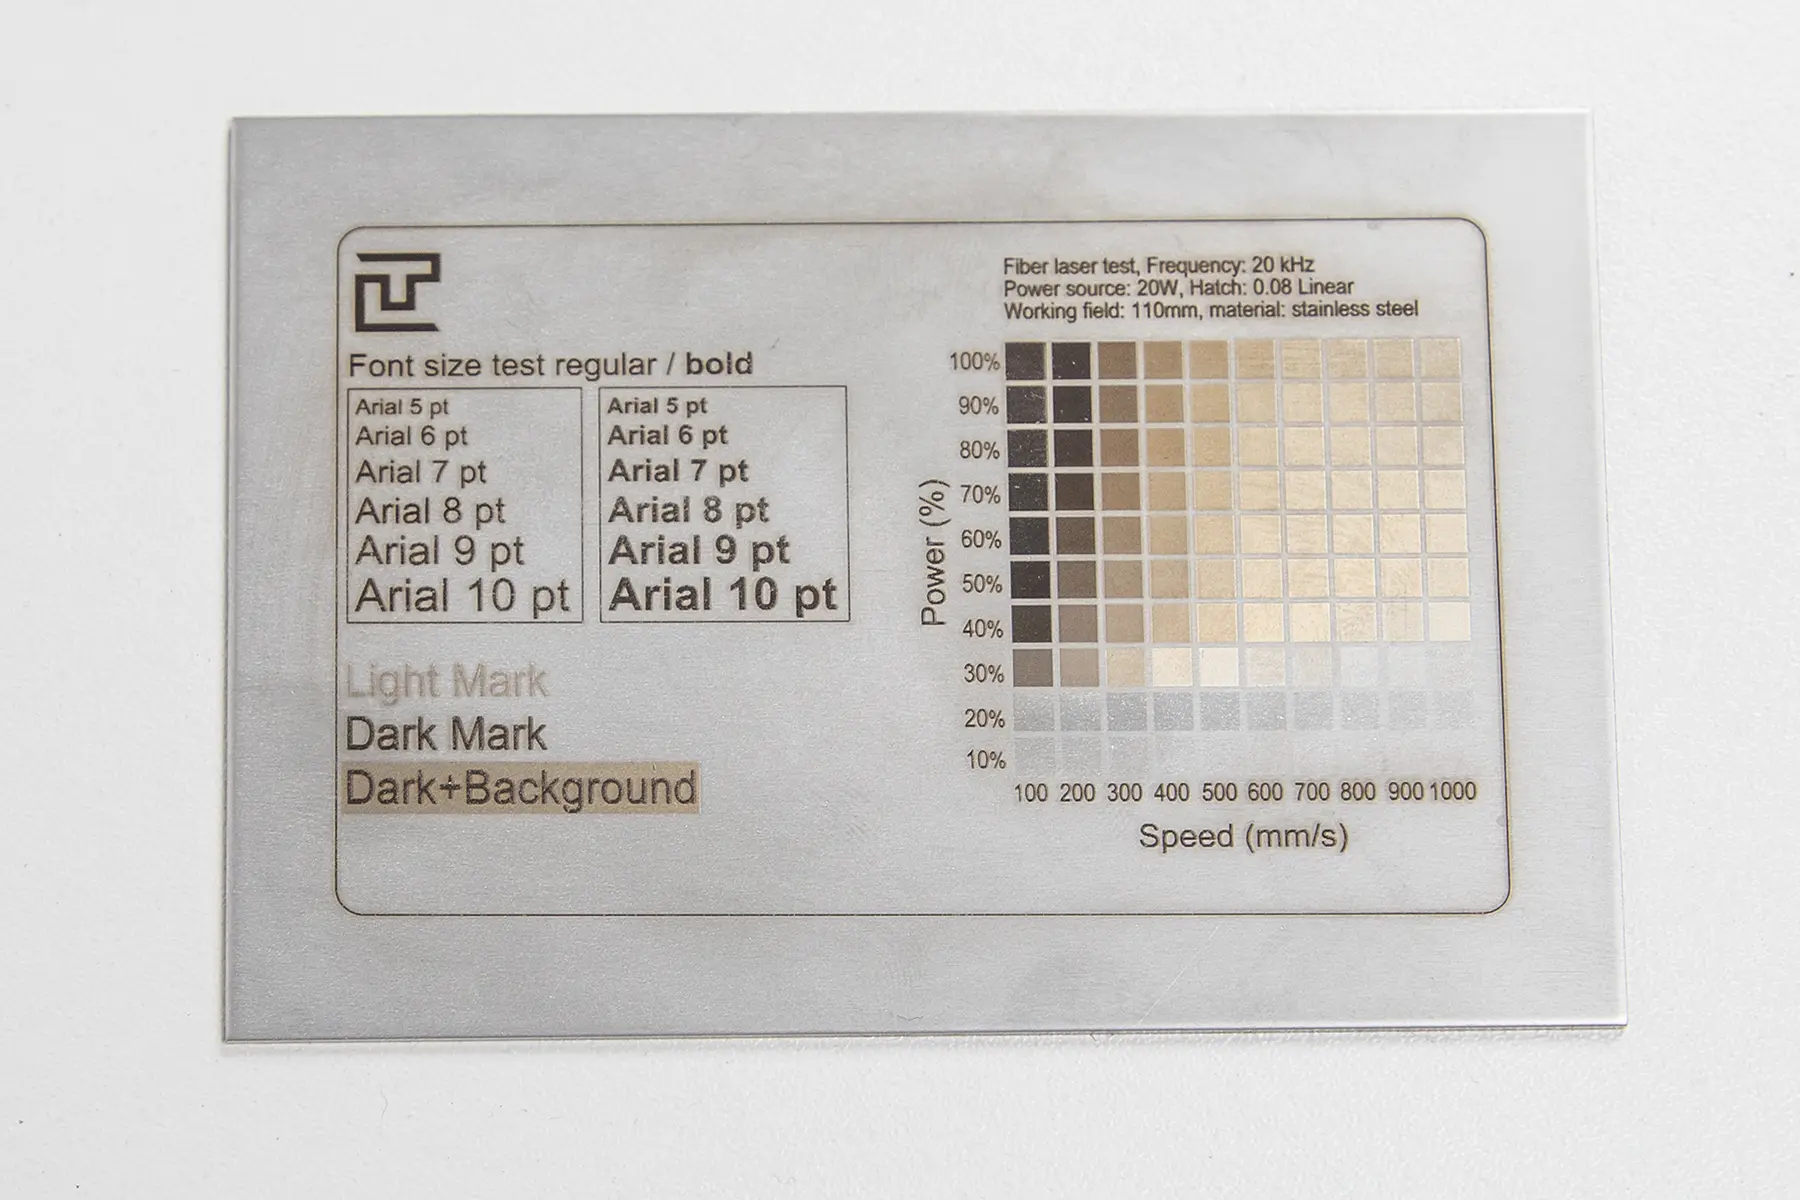 Font size test regular / bold
Arial 5 pt
Arial 6 pt
Arial 7 pt
Arial 8 pt
Arial 9 pt
Arial 10 pt
Arial 5 pt
Arial 6 pt
Arial 7 pt
Arial 8 pt
Arial 9 pt
Arial 10 pt
Light Mark
Dark Mark
Dark+Background
Fiber laser test, Frequency: 20 kHz
Power source: 20W, Hatch: 0.08 Linear
Working field: 110mm, material: stainless steel
Power (%)
100%
90%
80%
70%
60%
50%
40%
30%
20%
10%
100 200 300 400 500 600 700 800 900 1000
Speed (mm/s)